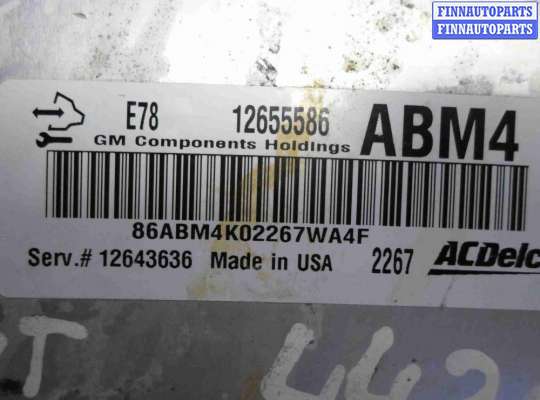 FINNAUTOPARTS
FINNAUTOPARTS
E78 12655586 ABM4
GM Components Holdings
86ABM4K02267WA4F
Serv.# 12643636 Made in USA 2267 ACDelc